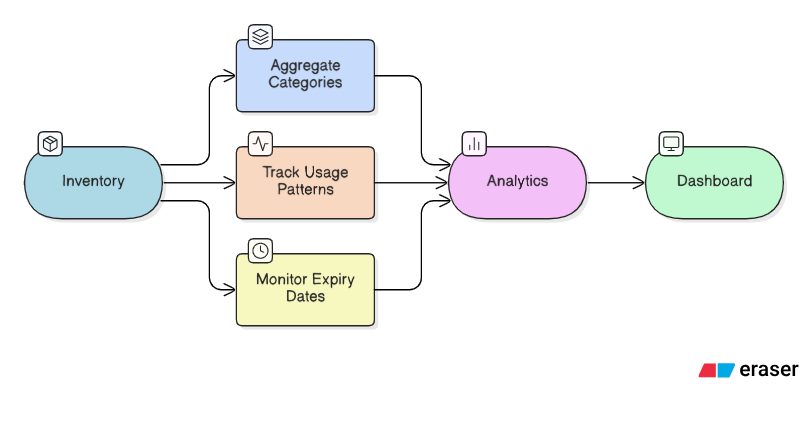 Aggregate
Categories
Inventory
Track Usage
Patterns
Analytics
Dashboard
Monitor Expiry
Dates
eraser